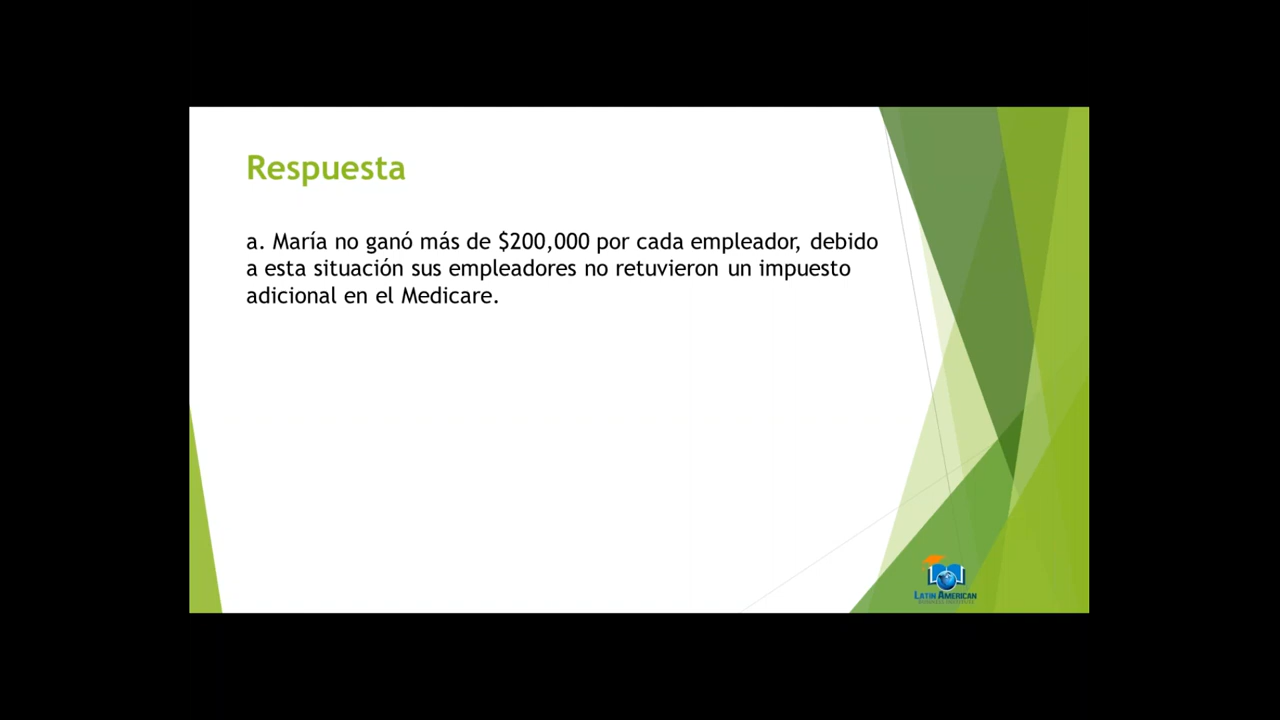 Respuesta
a. María no ganó más de $200,000 por cada empleador, debido
a esta situación sus empleadores no retuvieron un impuesto
adicional en el Medicare.
LATIN AMERICAN